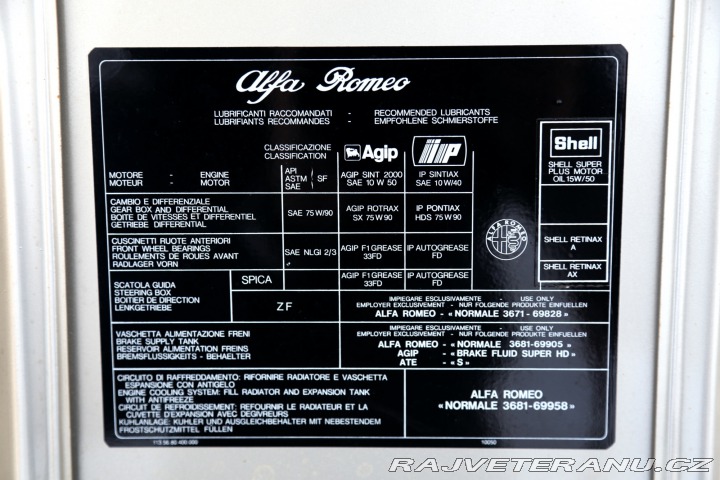 Alfa Romeo
LUBRIFICANTI RACCOMANDATI - RECOMMENDED LUBRICANTS
LUBRIFIANTS RECOMMANDES - EMPFOHLENE SCHMIERSTOFFE
CLASSIFICAZIONE
CLASSIFICATION
Agip
IP
Shell
MOTORE - ENGINE
MOTEUR - MOTOR
API
ASTM SF
SAE
AGIP SINT 2000
SAE 10 W 50
IP SINTIAX
SAE 10 W/40
SHELL SUPER
PLUS MOTOR
OIL 15W/50
CAMBIO E DIFFERENZIALE
GEAR BOX AND DIFFERENTIAL
BOITE DE VITESSES ET DIFFERENTIEL
GETRIEBE DIFFERENTIAL
SAE 75 W/90
AGIP ROTRAX
SX 75 W 90
IP PONTIAX
HDS 75 W 90
ALFA ROMEO
CUSCINETTI RUOTE ANTERIORI
FRONT WHEEL BEARINGS
ROULEMENTS DE ROUES AVANT
RADLAGER VORN
SAE NLGI 2/3
AGIP F1 GREASE
33FD
IP AUTOGREASE
FD
SHELL RETINAX
A
SCATOLA GUIDA
STEERING BOX
BOITIER DE DIRECTION
LENKGETRIEBE
SPICA
AGIP F1 GREASE
33FD
IP AUTOGREASE
FD
SHELL RETINAX
AX
Z F
IMPIEGARE ESCLUSIVAMENTE - USE ONLY
EMPLOYER EXCLUSIVEMENT - NUR FOLGENDE PRODUKTE EINFUELLEN
ALFA ROMEO - «NORMALE 3671- 69828»
VASCHETTA ALIMENTAZIONE FRENI
BRAKE SUPPLY TANK
RESERVOIR ALIMENTATION FREINS
BREMSFLUSSIGKEITS - BEHAELTER
IMPIEGARE ESCLUSIVAMENTE - USE ONLY
EMPLOYER EXCLUSIVEMENT - NUR FOLGENDE PRODUKTE EINFUELLEN
ALFA ROMEO - «NORMALE 3681-69905»
AGIP - «BRAKE FLUID SUPER HD»
ATE - «S»
CIRCUITO DI RAFFREDDAMENTO: RIFORNIRE RADIATORE E VASCHETTA
ESPANSIONE CON ANTIGELO
ENGINE COOLING SYSTEM: FILL RADIATOR AND EXPANSION TANK
WITH ANTIFREEZE
CIRCUIT DE REFROIDISSEMENT: REFOURNIR LE RADIATEUR ET LA
CUVETTE D'EXPANSION AVEC DEGIVREURS
KUHLANLAGE: KUHLER UND AUSGLEICHBEHALTER MIT NEBESTENDEM
FROSTSCHUTZMITTEL FÜLLEN
ALFA ROMEO
«NORMALE 3681-69958»
113.56.80.400.000
10050
RAJVETERANU.CZ